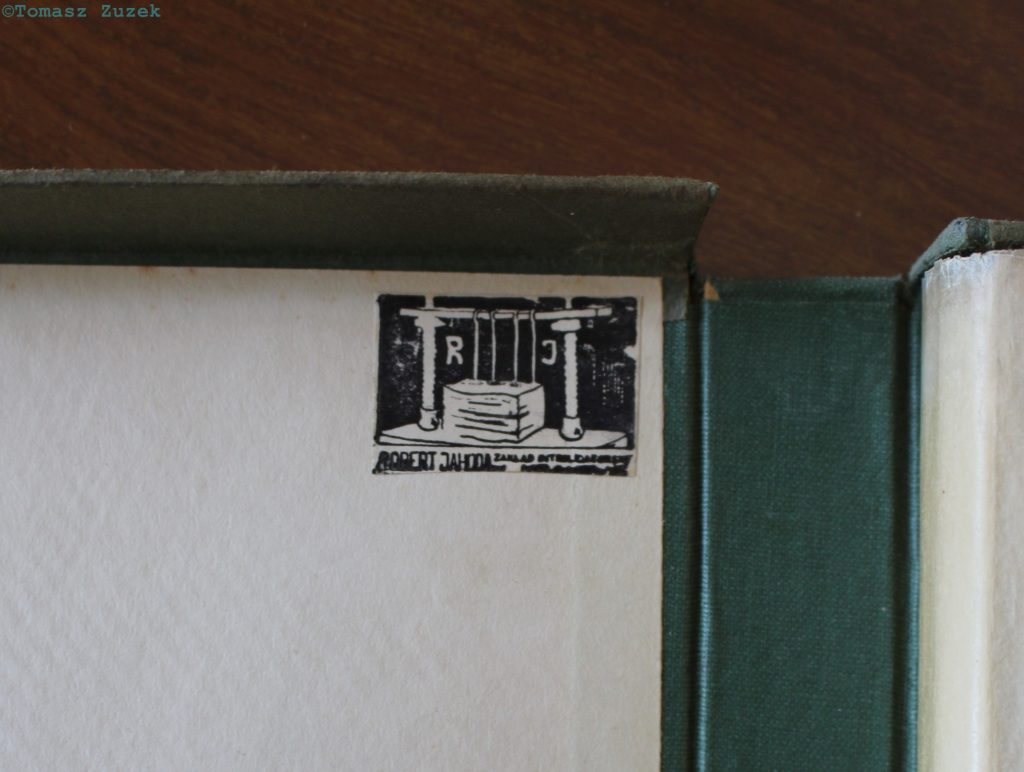 ©Tomasz Zuzek
R J
ROBERT JAHODA ZAKŁAD INTROLIGATORSKI